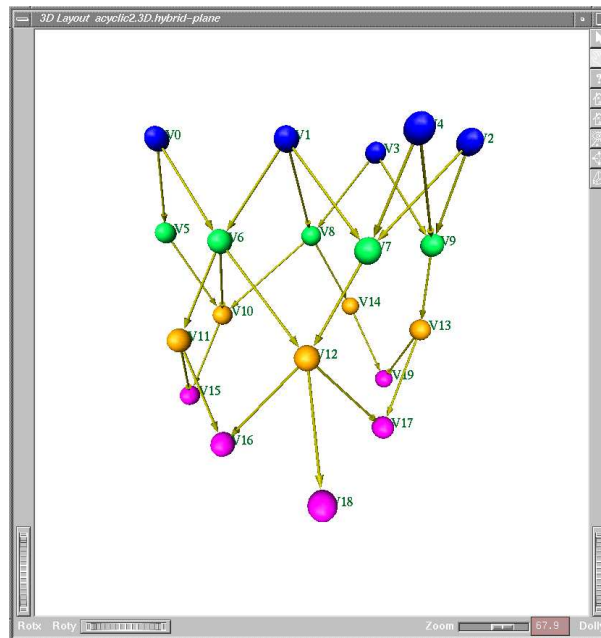 3D Layout acyclic2.3D.hybrid-plane
V0
V1
V4
V2
V3
V5
V6
V8
V7
V9
V14
V10
V13
V11
V12
V19
V15
V17
V16
V18
Rotx Roty
Zoom 67.9 Dolly